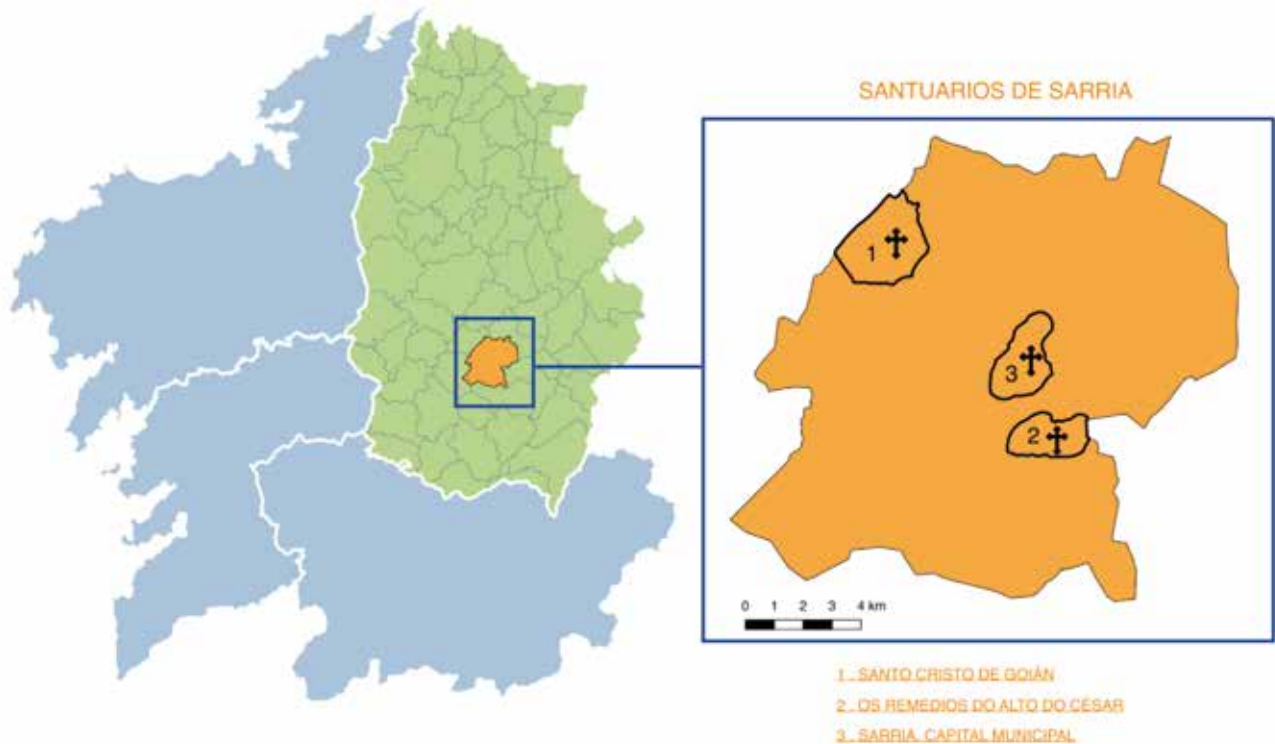 SANTUARIOS DE SARRIA
1
3
2
0 1 2 3 4 km
1 . SANTO CRISTO DE GOIÁN
2 . OS REMEDIOS DO ALTO DO CÉSAR
3 . SARRIA, CAPITAL MUNICIPAL